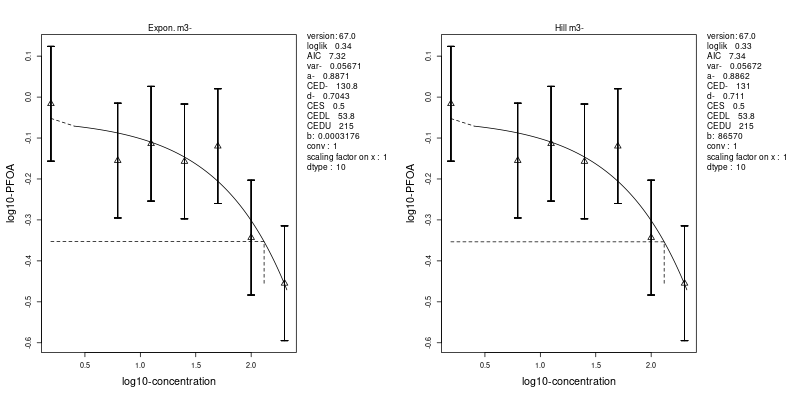 Expon. m3-
version: 67.0
loglik 0.34
AIC 7.32
var- 0.05671
a- 0.8871
CED- 130.8
d- 0.7043
CES 0.5
CEDL 53.8
CEDU 215
b: 0.0003176
conv : 1
scaling factor on x : 1
dtype : 10
log10-PFOA
0.1
0.0
-0.1
-0.2
-0.3
-0.4
-0.5
-0.6
0.5
1.0
1.5
2.0
log10-concentration
Hill m3-
version: 67.0
loglik 0.33
AIC 7.34
var- 0.05672
a- 0.8862
CED- 131
d- 0.711
CES 0.5
CEDL 53.8
CEDU 215
b: 86570
conv : 1
scaling factor on x : 1
dtype : 10
log10-PFOA
0.1
0.0
-0.1
-0.2
-0.3
-0.4
-0.5
-0.6
0.5
1.0
1.5
2.0
log10-concentration